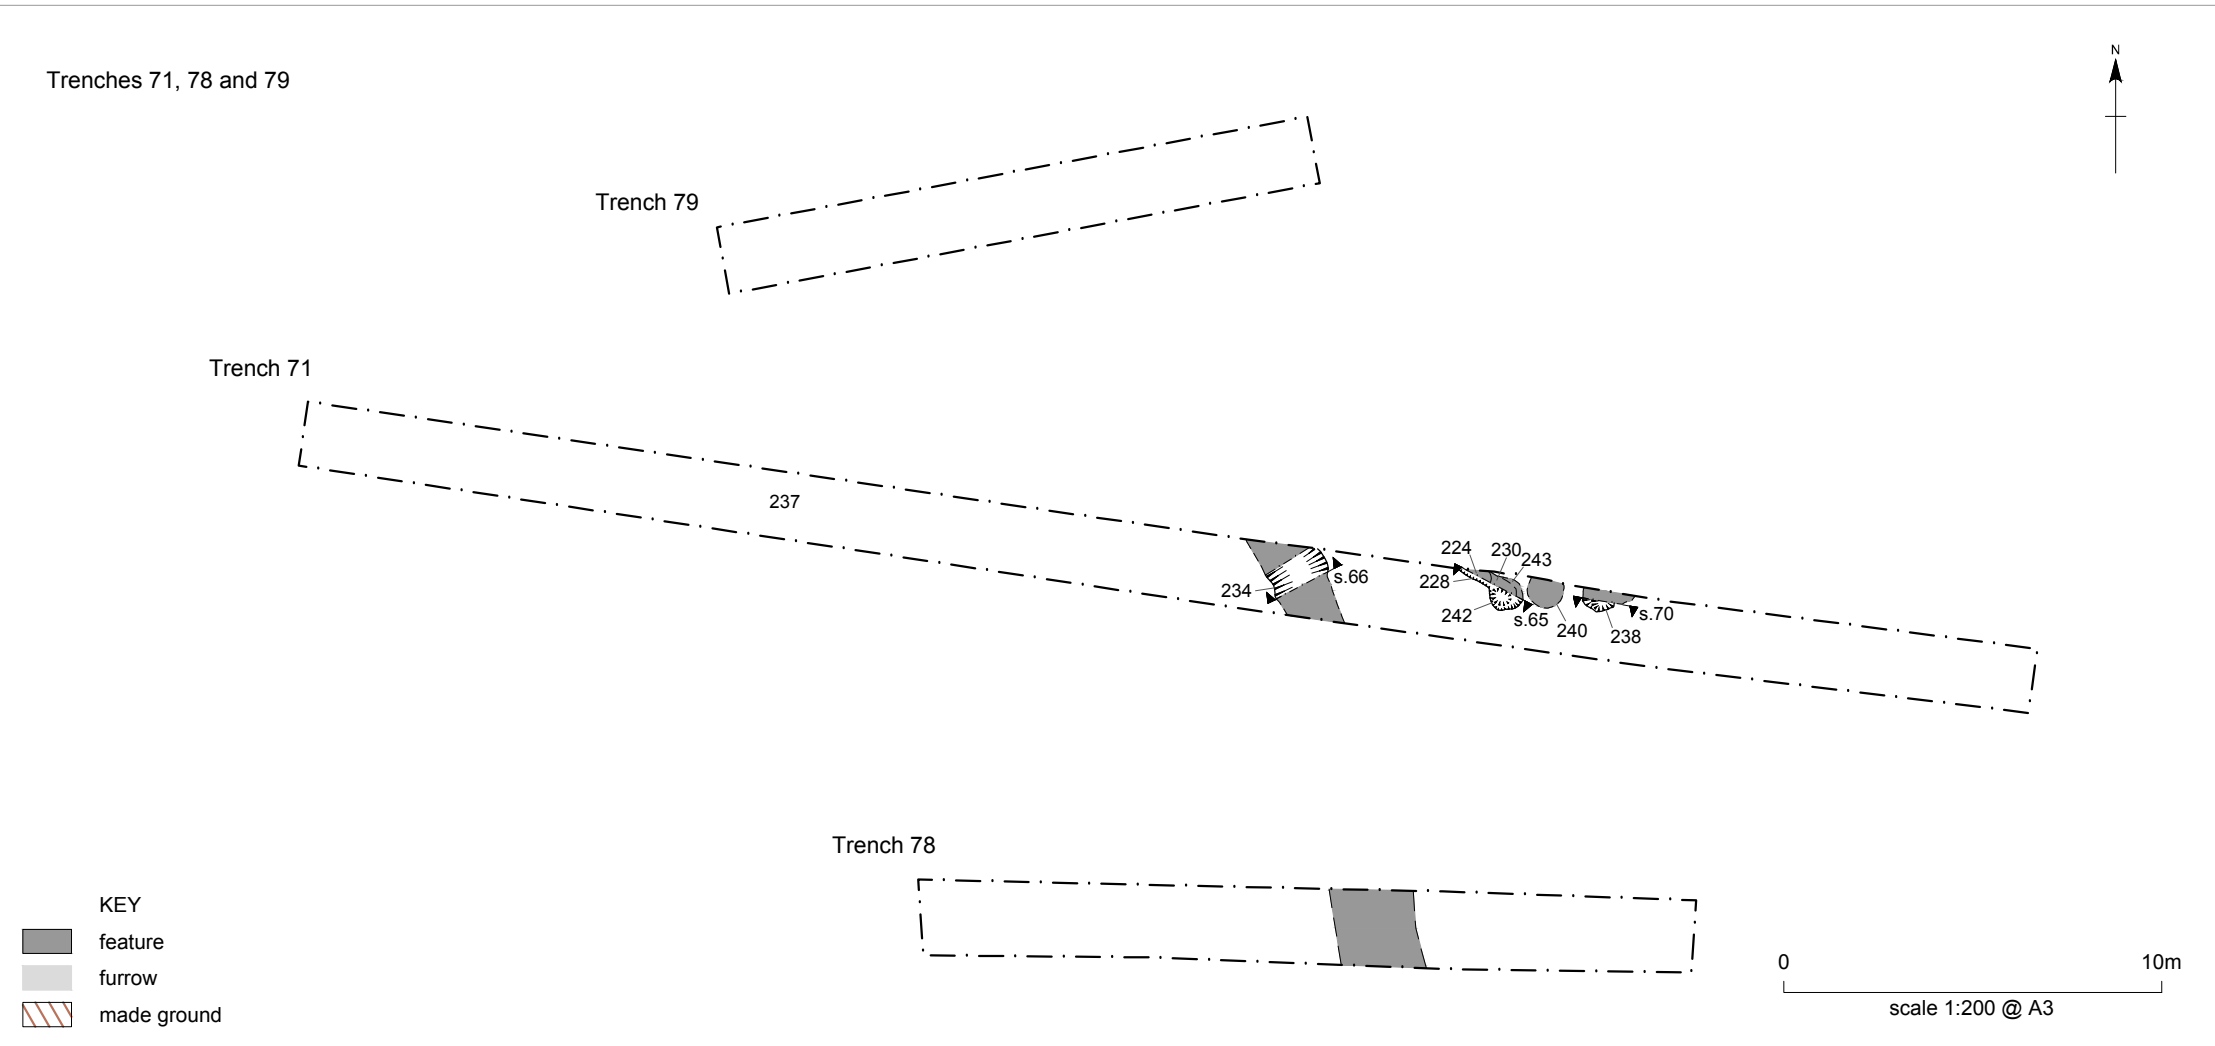 N
Trenches 71, 78 and 79
Trench 79
Trench 71
237
224
230
243
228
s.66
234
242
s.65
240
238
s.70
Trench 78
KEY
feature
furrow
made ground
0
10m
scale 1:200 @ A3